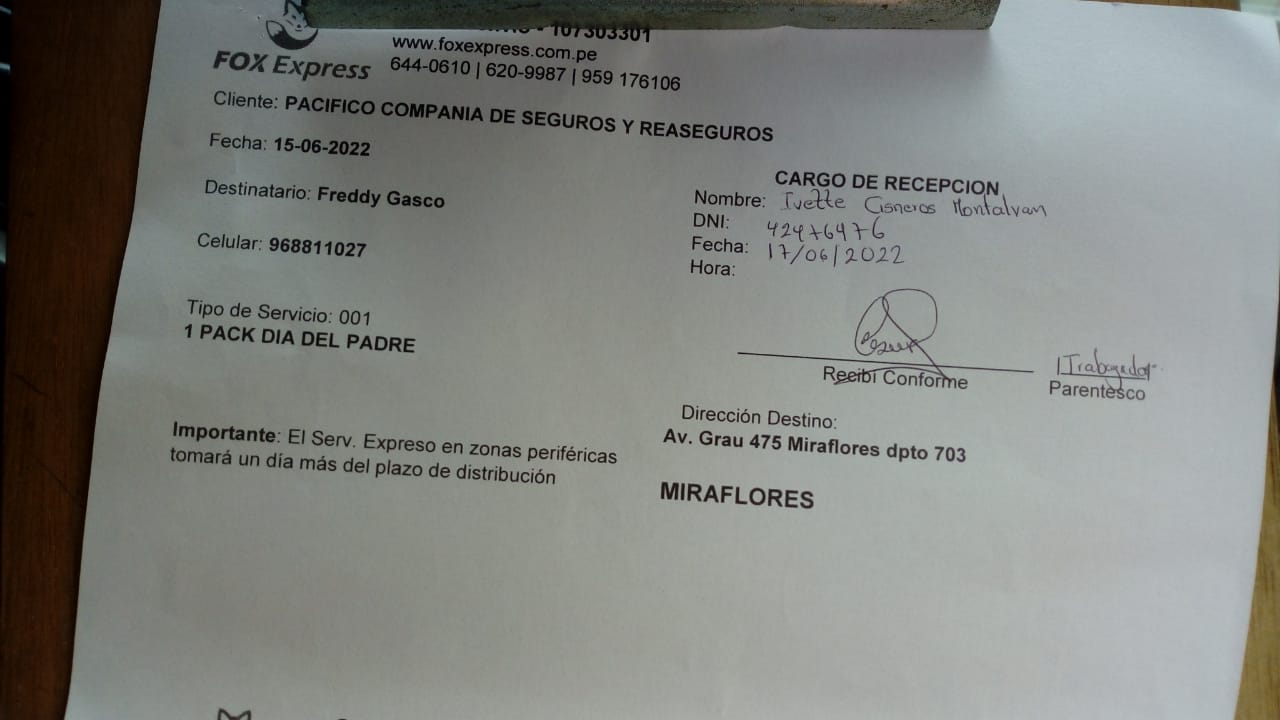 107303301
www.foxexpress.com.pe
FOX Express
644-0610 | 620-9987 | 959 176106
Cliente: PACIFICO COMPANIA DE SEGUROS Y REASEGUROS
Fecha: 15-06-2022
Destinatario: Freddy Gasco
Celular: 968811027
Tipo de Servicio: 001
1 PACK DIA DEL PADRE
Importante: El Serv. Expreso en zonas periféricas
tomará un día más del plazo de distribución
CARGO DE RECEPCION
Nombre: Ivette Cisneros Montalvan
DNI: 42476476
Fecha: 17/06/2022
Hora:
Recibí Conforme
Trabajador
Parentesco
Dirección Destino:
Av. Grau 475 Miraflores dpto 703
MIRAFLORES